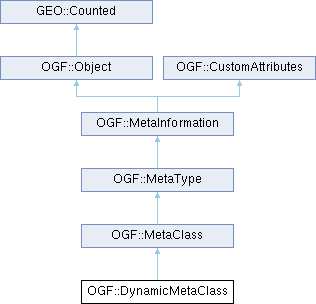 GEO::Counted
OGF::Object
OGF::CustomAttributes
OGF::MetaInformation
OGF::MetaType
OGF::MetaClass
OGF::DynamicMetaClass